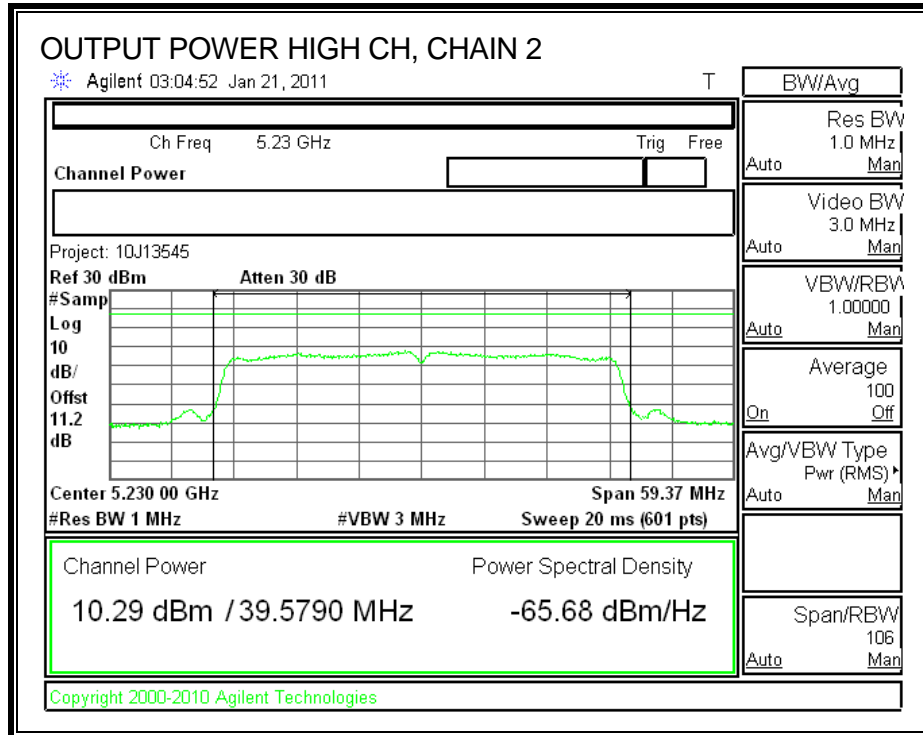 OUTPUT POWER HIGH CH, CHAIN 2
Agilent 03:04:52 Jan 21, 2011 T
Ch Freq 5.23 GHz Trig Free
Channel Power
Project: 10J13545
Ref 30 dBm Atten 30 dB
#Samp
Log
10
dB/
Offst
11.2
dB
Center 5.230 00 GHz Span 59.37 MHz
#Res BW 1 MHz #VBW 3 MHz Sweep 20 ms (601 pts)
Channel Power Power Spectral Density
10.29 dBm / 39.5790 MHz -65.68 dBm/Hz
Copyright 2000-2010 Agilent Technologies
BW/Avg
Res BW
1.0 MHz
Auto Man
Video BW
3.0 MHz
Auto Man
VBW/RBW
1.00000
Auto Man
Average
100
On Off
Avg/VBW Type
Pwr (RMS)
Auto Man
Span/RBW
106
Auto Man